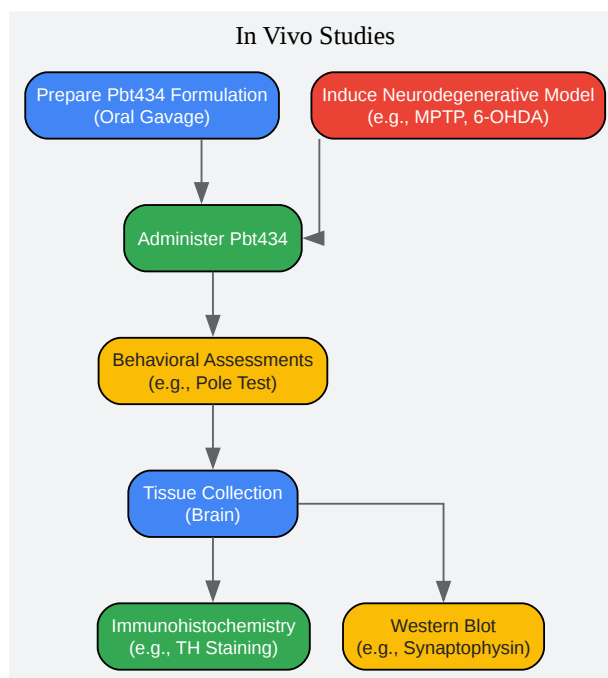 In Vivo Studies
Prepare Pbt434 Formulation
(Oral Gavage)
Induce Neurodegenerative Model
(e.g., MPTP, 6-OHDA)
Administer Pbt434
Behavioral Assessments
(e.g., Pole Test)
Tissue Collection
(Brain)
Immunohistochemistry
(e.g., TH Staining)
Western Blot
(e.g., Synaptophysin)